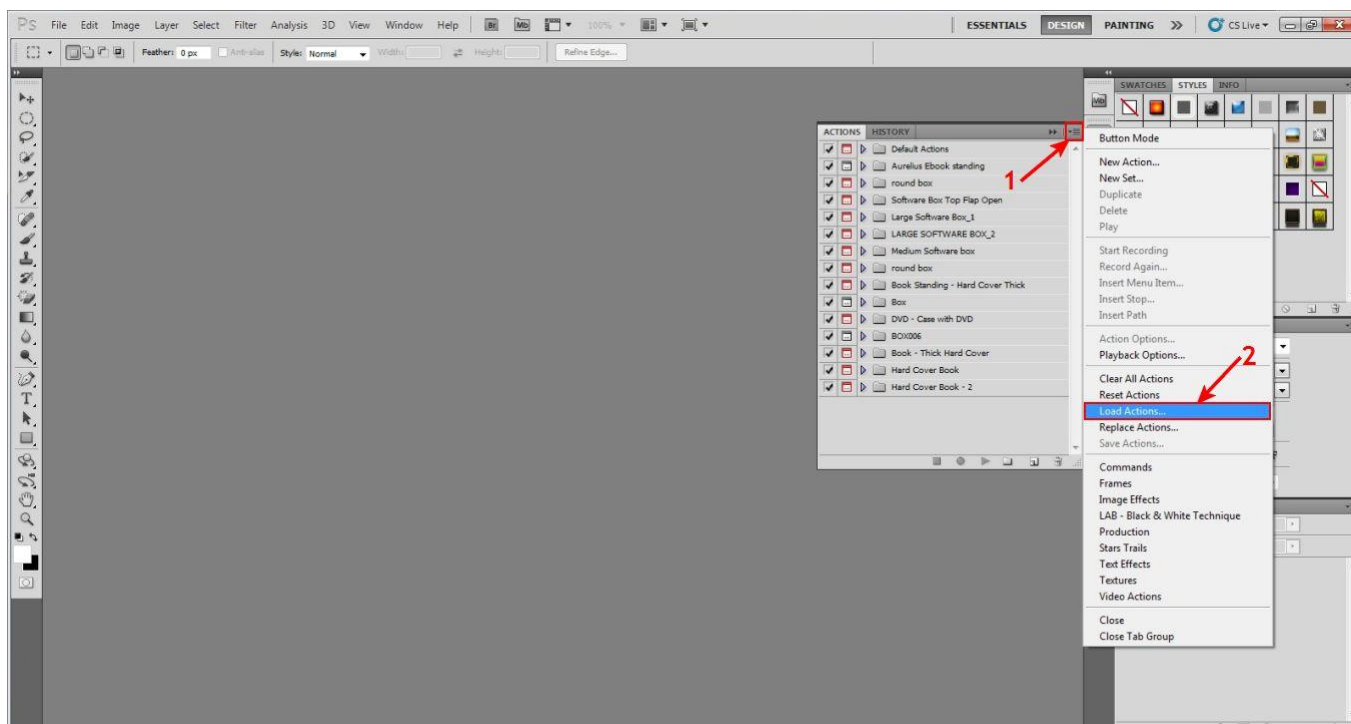 PS File Edit Image Layer Select Filter Analysis 3D View Window Help Br Mb 100% ESSENTIALS DESIGN PAINTING CS Live
Feather: 0 px Anti-alias Style: Normal Width: Height: Refine Edge...
SWATCHES STYLES INFO
Mb
ACTIONS HISTORY
Default Actions
Aurelius Ebook standing
round box
Software Box Top Flap Open
Large Software Box_1
LARGE SOFTWARE BOX_2
Medium Software box
round box
Book Standing - Hard Cover Thick
Box
DVD - Case with DVD
BOX006
Book - Thick Hard Cover
Hard Cover Book
Hard Cover Book - 2
1
Button Mode
New Action...
New Set...
Duplicate
Delete
Play
Start Recording
Record Again...
Insert Menu Item...
Insert Stop...
Insert Path
Action Options...
Playback Options...
2
Clear All Actions
Reset Actions
Load Actions...
Replace Actions...
Save Actions...
Commands
Frames
Image Effects
LAB - Black & White Technique
Production
Stars Trails
Text Effects
Textures
Video Actions
Close
Close Tab Group